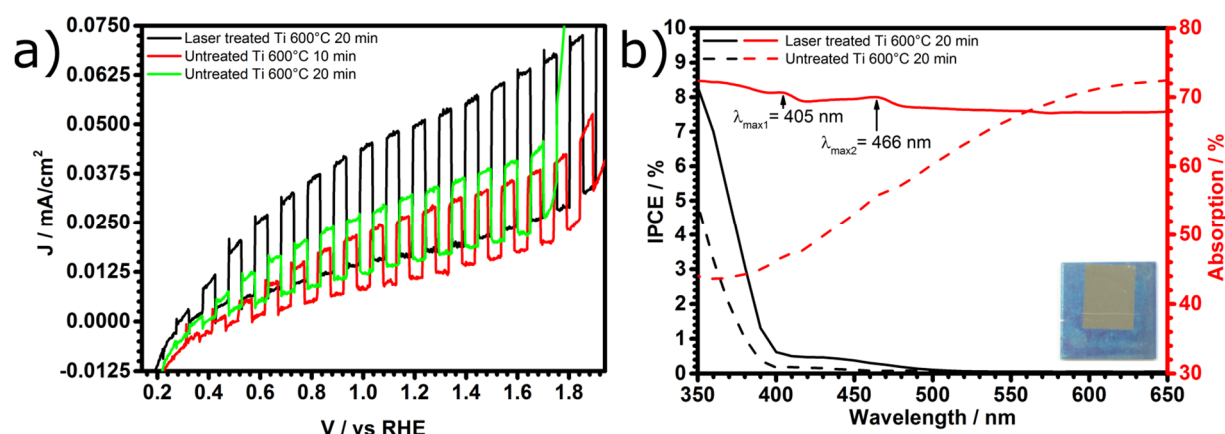 a)
Laser treated Ti 600°C 20 min
Untreated Ti 600°C 10 min
Untreated Ti 600°C 20 min
0.0750
0.0625
0.0500
0.0375
0.0250
0.0125
0.0000
-0.0125
J / mA/cm²
0.2 0.4 0.6 0.8 1.0 1.2 1.4 1.6 1.8
V / vs RHE
b)
Laser treated Ti 600°C 20 min
Untreated Ti 600°C 20 min
10
9
8
7
6
5
4
3
2
1
0
IPCE / %
λmax1= 405 nm
λmax2= 466 nm
80
70
60
50
40
30
Absorption / %
350 400 450 500 550 600 650
Wavelength / nm